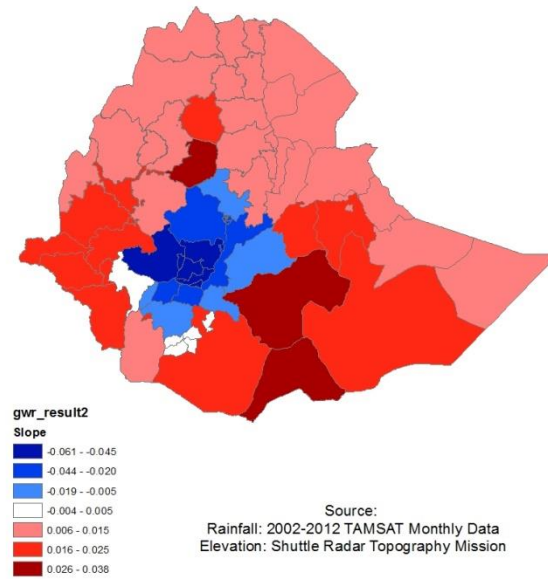 gwr_result2
Slope
-0.061 - -0.045
-0.044 - -0.020
-0.019 - -0.005
-0.004 - 0.005
0.006 - 0.015
0.016 - 0.025
0.026 - 0.038
Source:
Rainfall: 2002-2012 TAMSAT Monthly Data
Elevation: Shuttle Radar Topography Mission